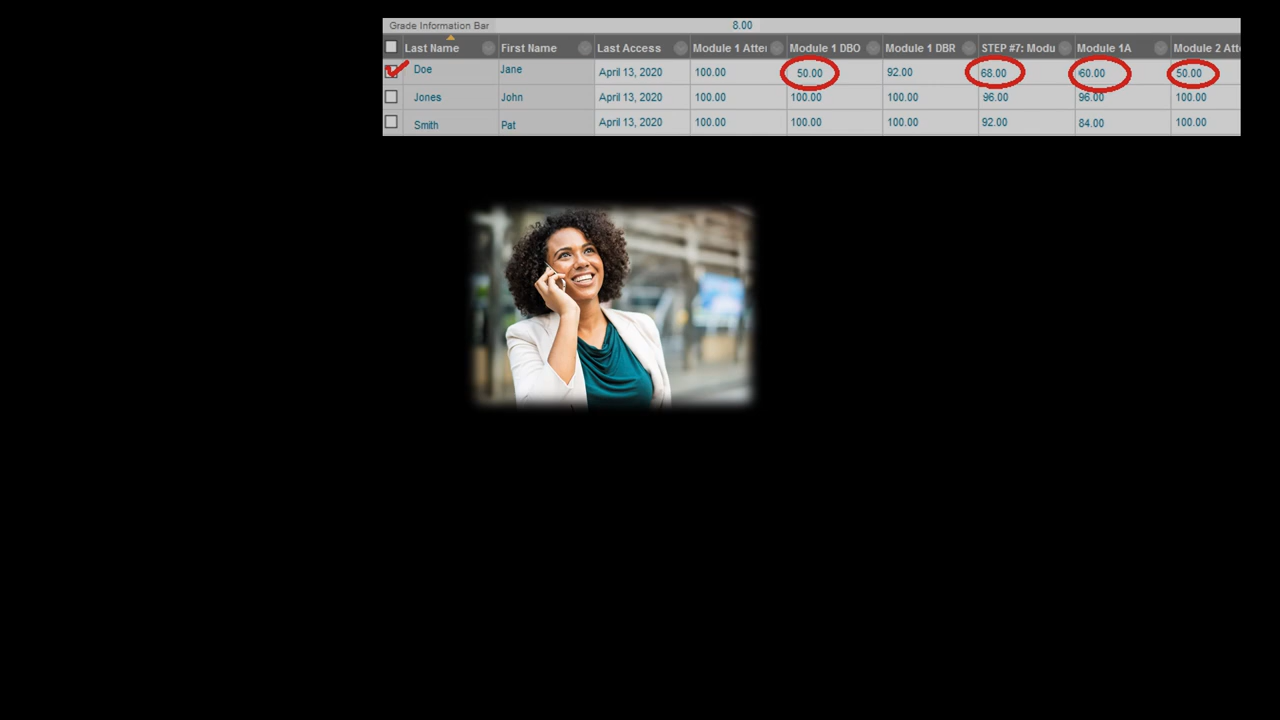 Grade Information Bar 8.00
Last Name First Name Last Access Module 1 Atte Module 1 DBO Module 1 DBR STEP #7: Modu Module 1A Module 2 Att
Doe Jane April 13, 2020 100.00 50.00 92.00 68.00 60.00 50.00
Jones John April 13, 2020 100.00 100.00 100.00 96.00 96.00 100.00
Smith Pat April 13, 2020 100.00 100.00 100.00 92.00 84.00 100.00